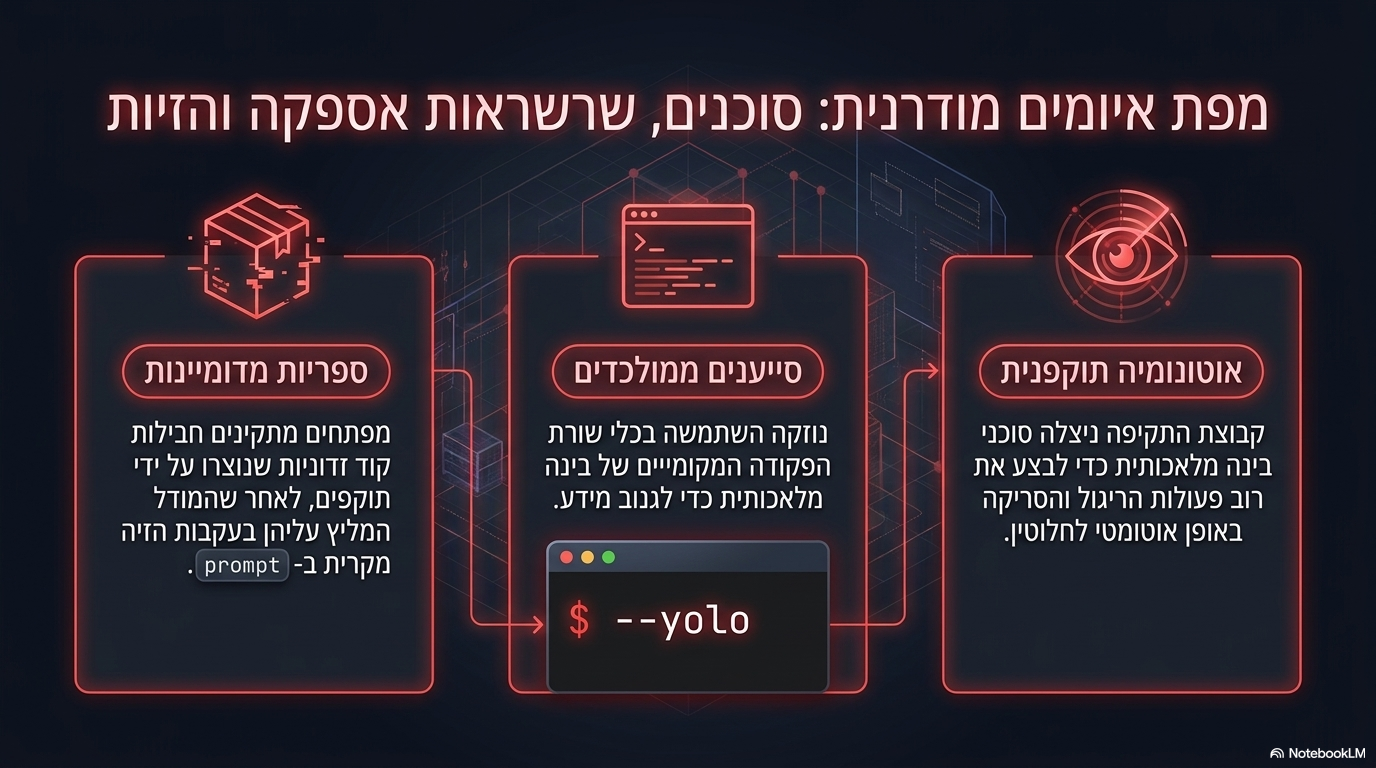 מפת איומים מודרנית: סוכנים, שרשראות אספקה והזיות
אוטונומיה תוקפנית
קבוצת התקיפה ניצלה סוכני
בינה מלאכותית כדי לבצע את
רוב פעולות הריגול והסריקה
באופן אוטומטי לחלוטין.
סייענים ממולכדים
נוזקה השתמשה בכלי שורת
הפקודה המקומייים של בינה
מלאכותית כדי לגנוב מידע.
$ --yolo
ספריות מדומיינות
מפתחים מתקינים חבילות
קוד זדוניות שנוצרו על ידי
תוקפים, לאחר שהמודל
המליץ עליהן בעקבות הזיה
מקרית ב- prompt.
NotebookLM